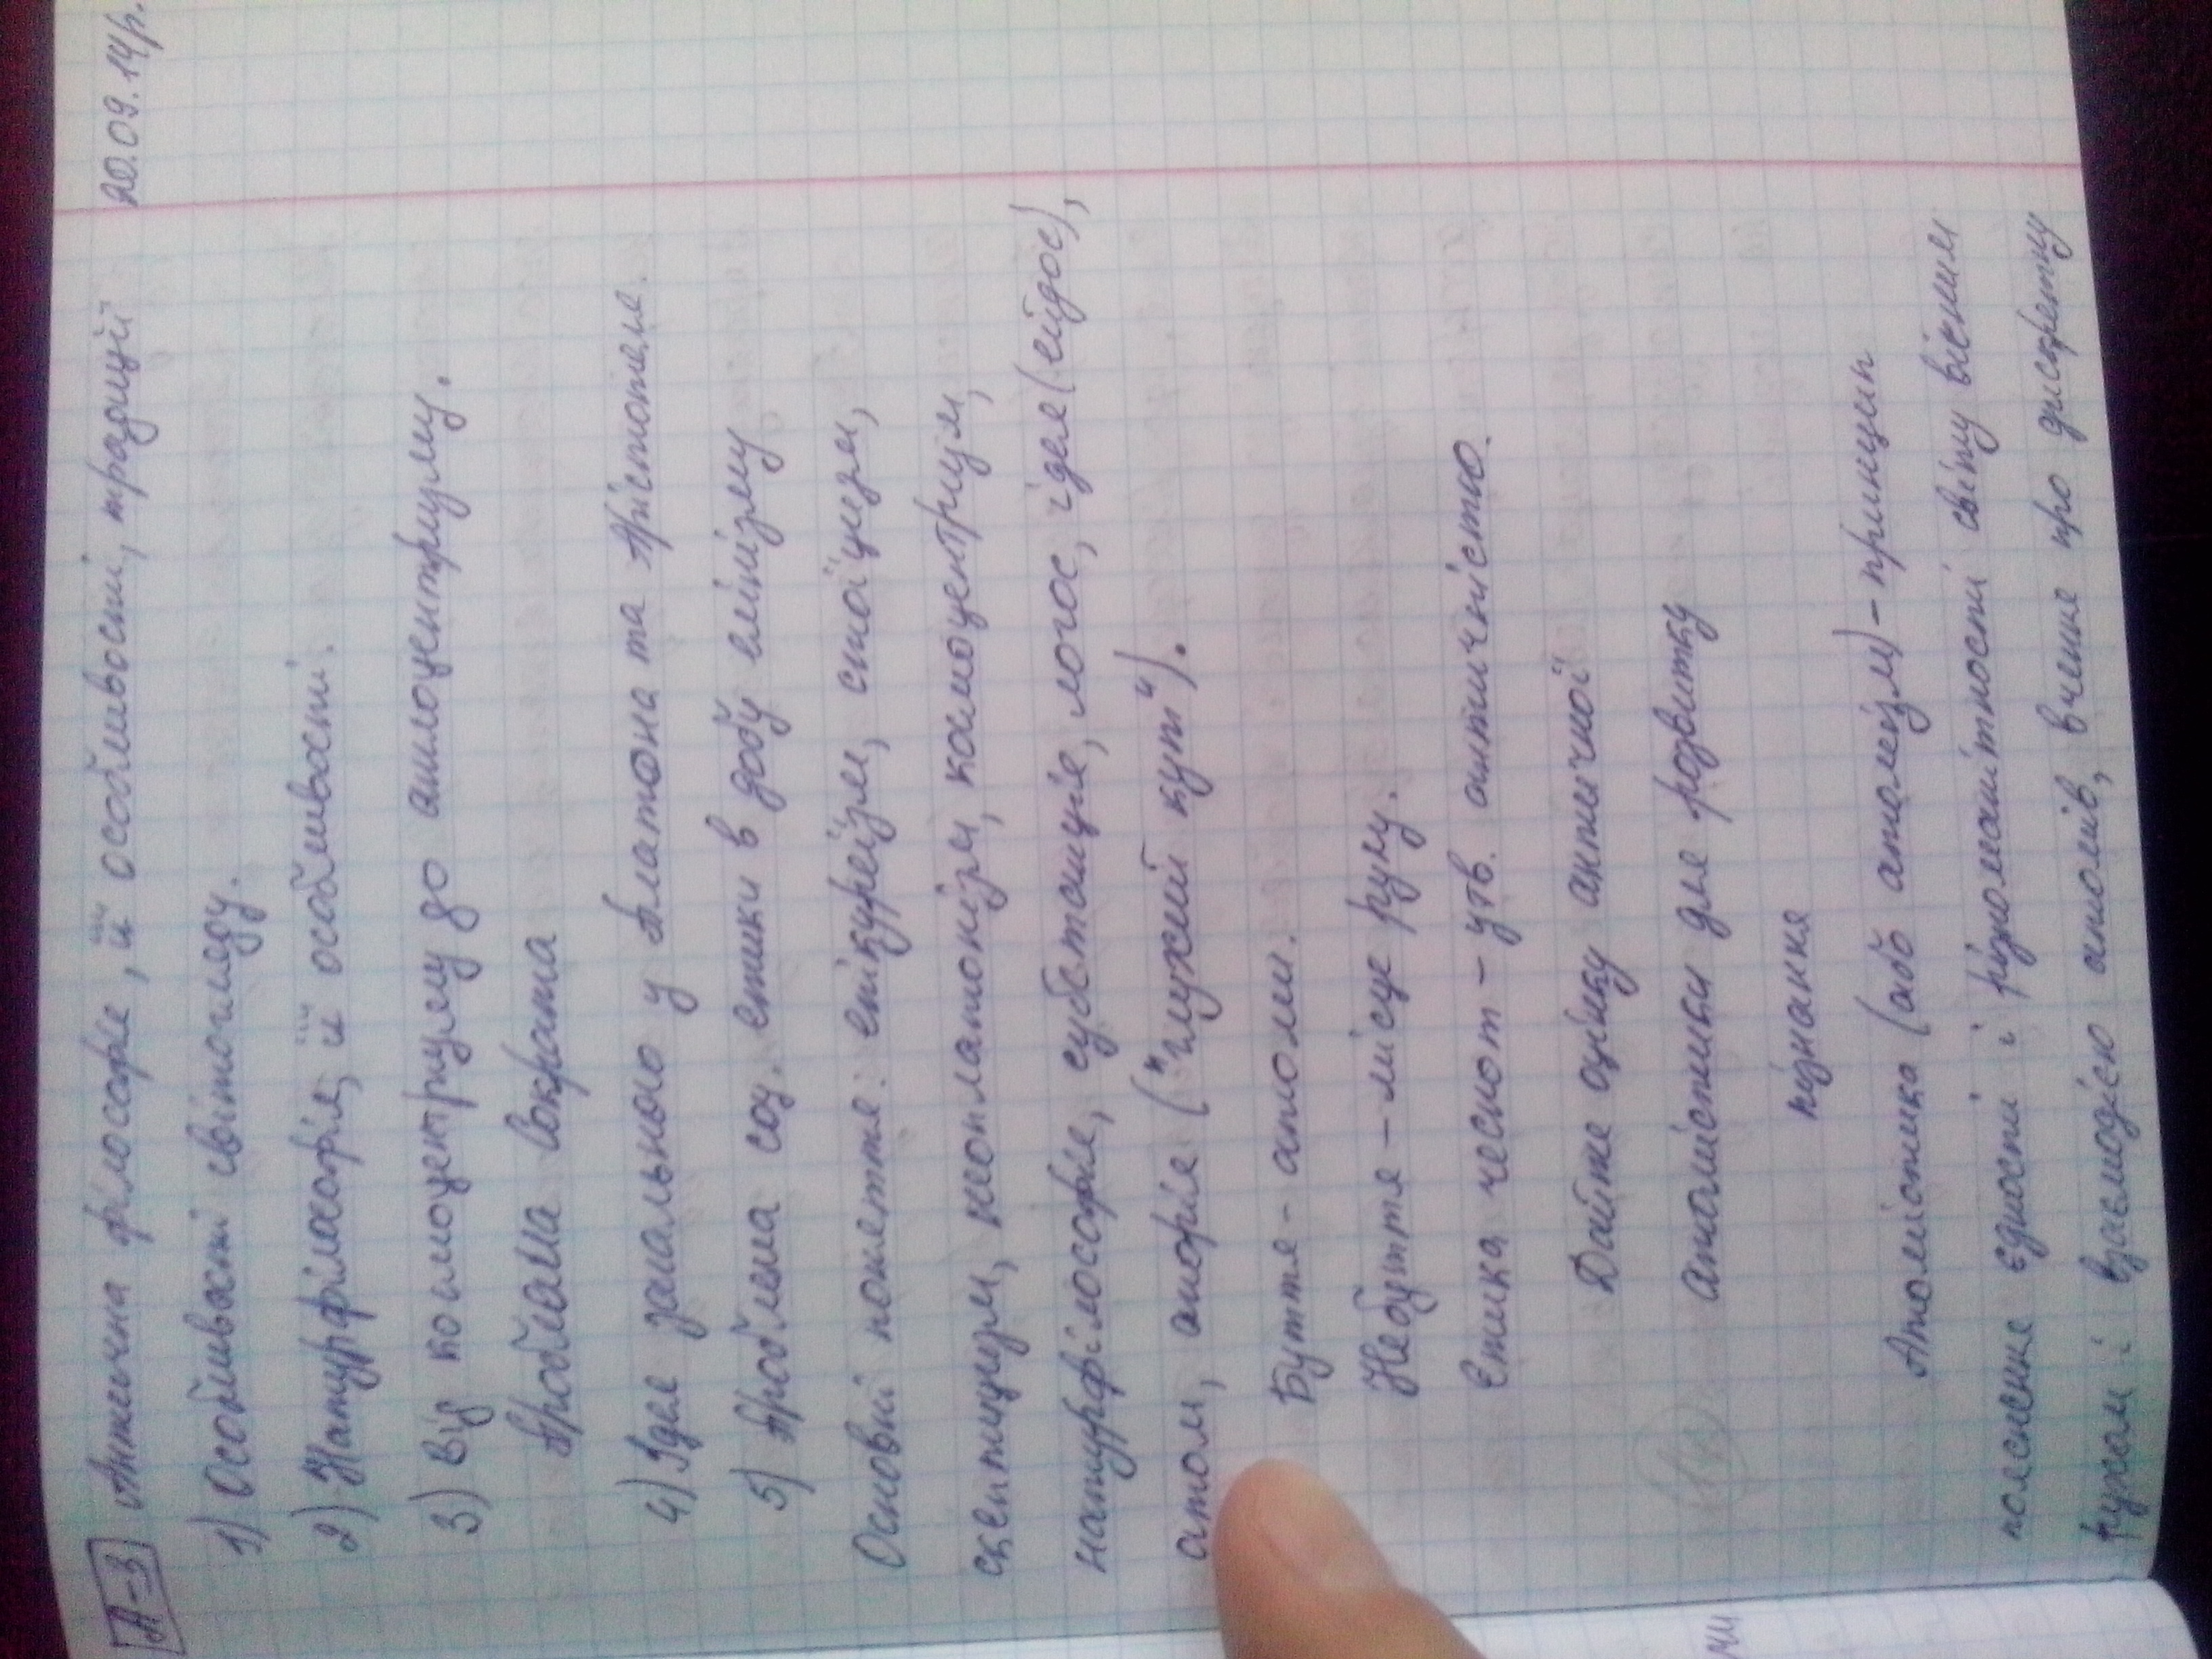 Л-3 Антична філософія, її особливості, традиції 20.09.14р.
1) Особливості світогляду.
2) Натурфілософія, її особливості.
3) Від космоцентризму до атмоцентризму.
Проблема Сократа
4) Ідея загального у Платона та Арістотеля.
5) Проблема соц. етики в добу елінізму
Основні поняття: епікуреїзм, стоїцизм,
скептицизм, неоплатонізм, космоцентризм,
натурфілософія, субстанція, логос, ідея (ейдос),
атом, апорія ("глухий кут").
Буття - атоми.
Небуття - місце руху.
Етика чеснот - утв. античністю.
Дайте оцінку античної
атомістики для розвитку
пізнання
Атомістика (або атомізм) - принцип
пояснення єдності і різноманітності світу вічним
рухом і взаємодією атомів, вчення про дискретну